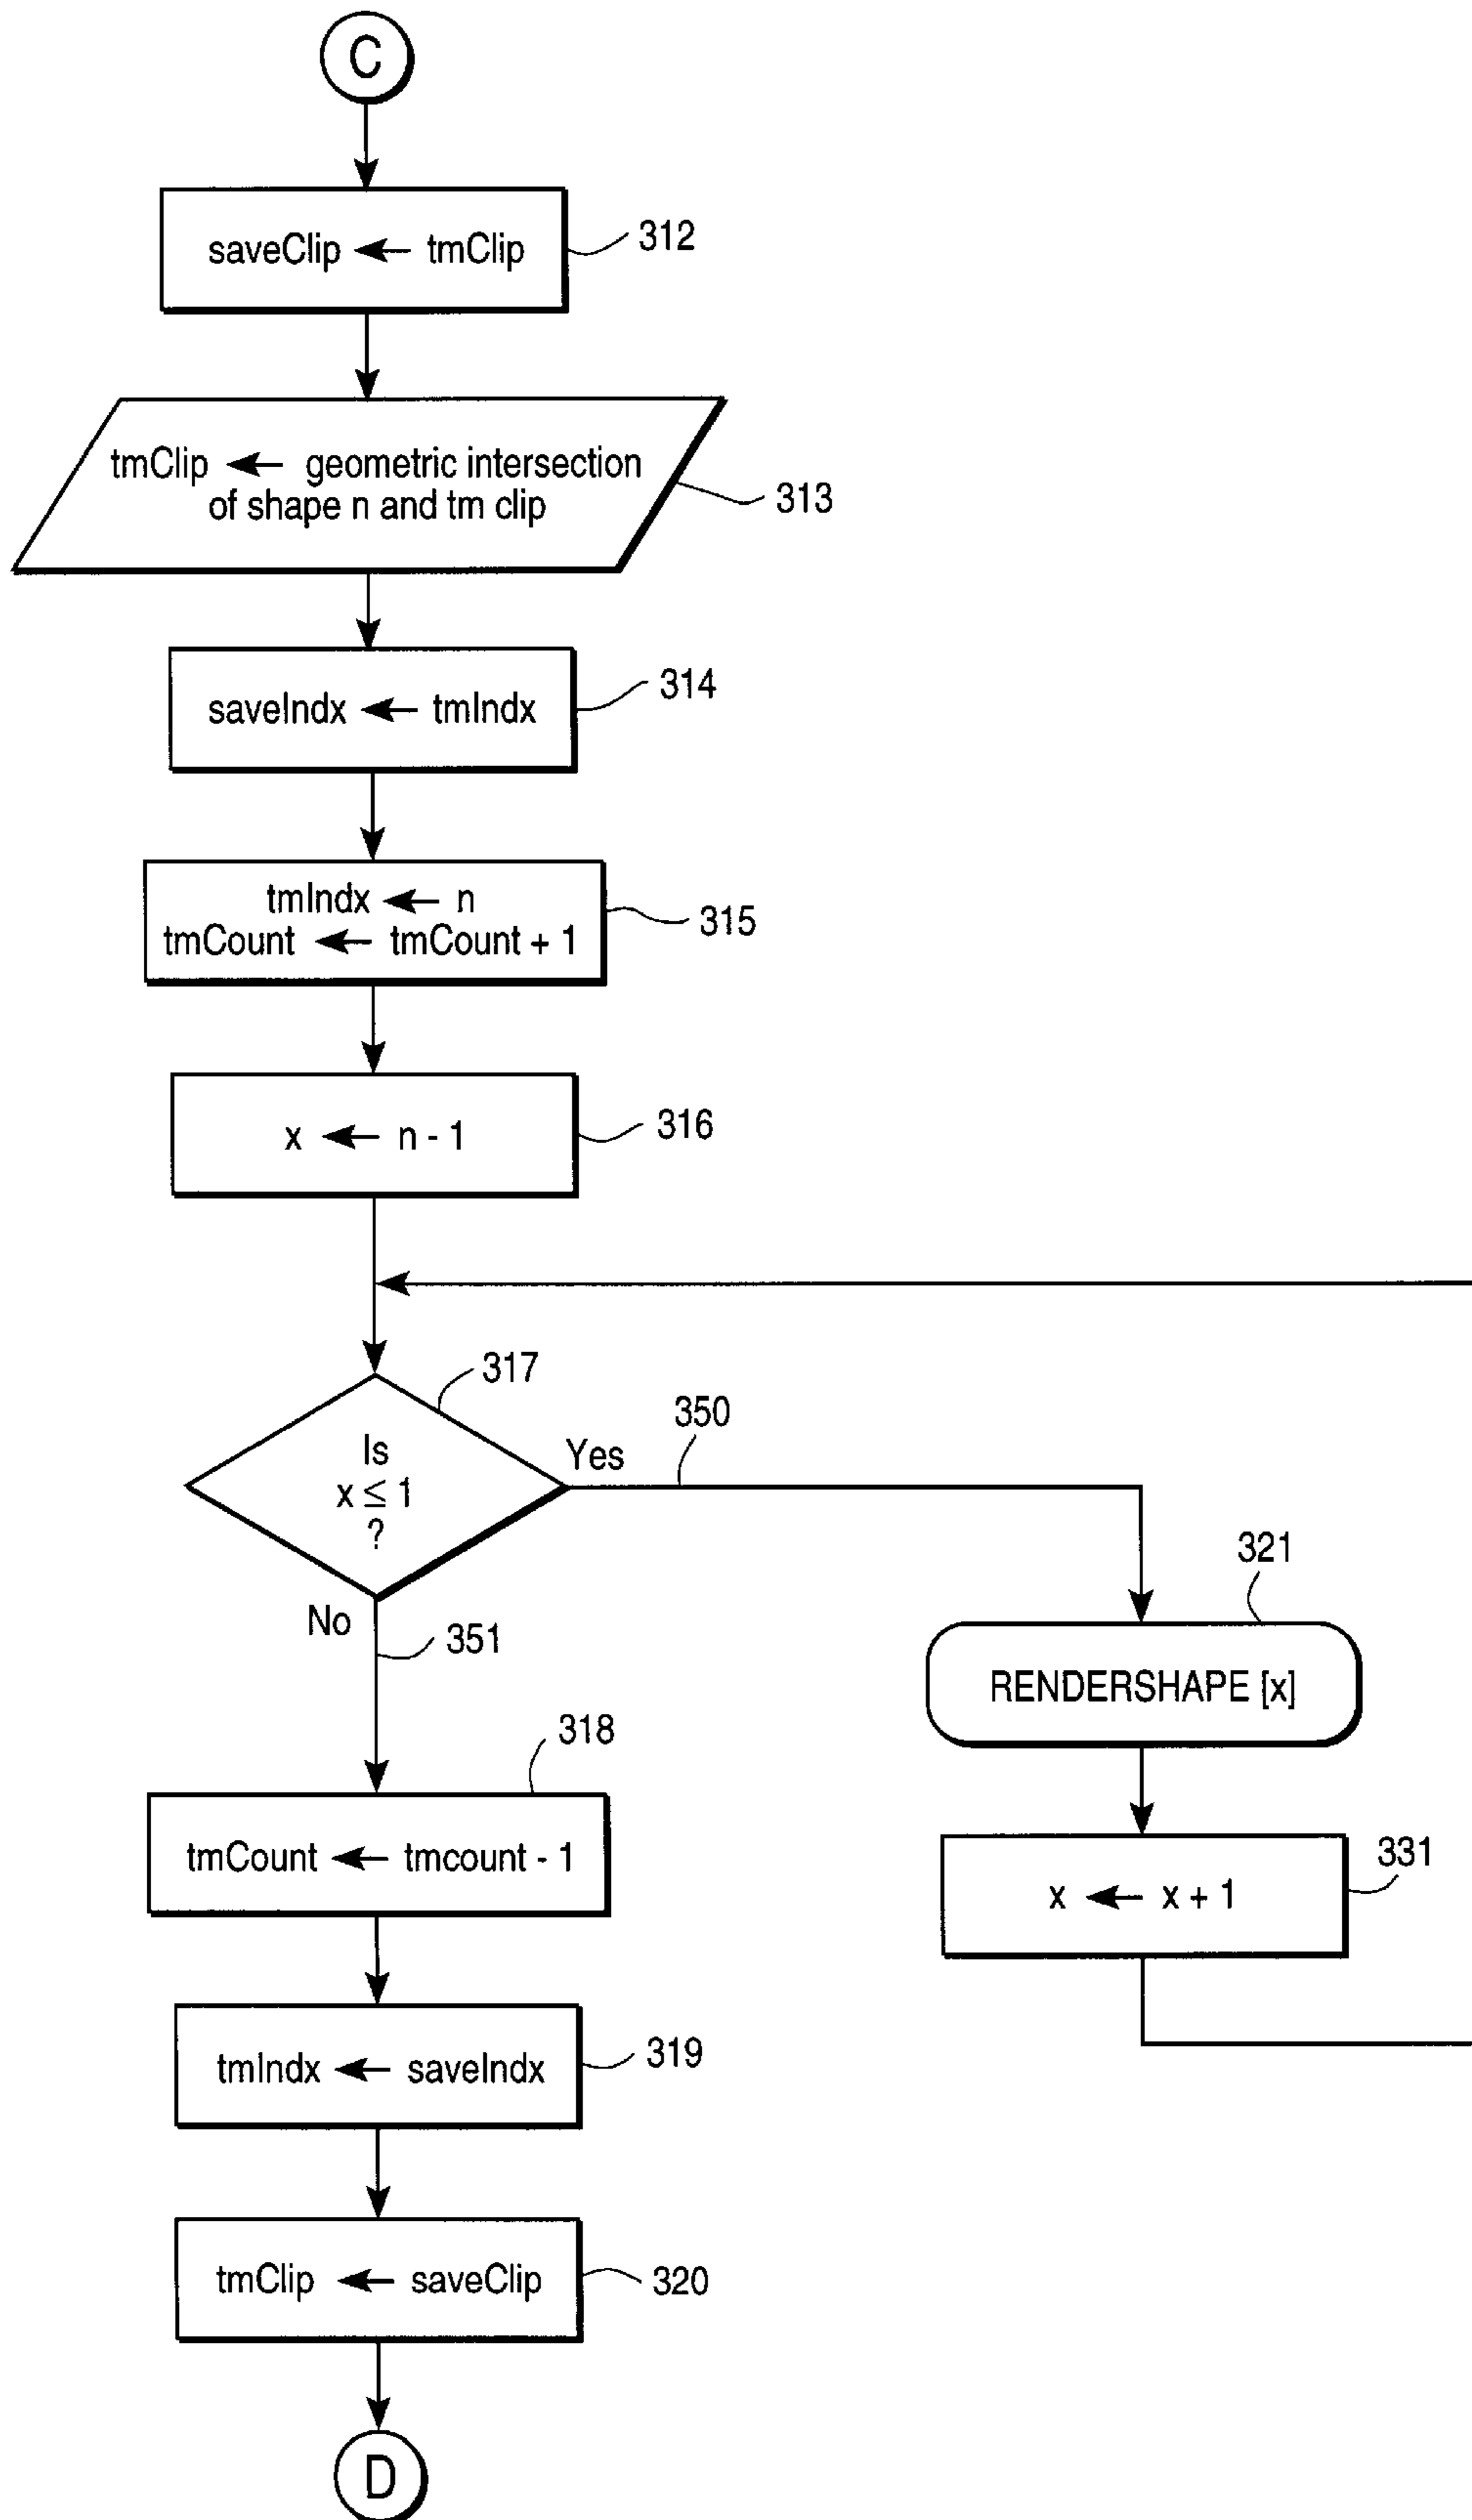 C
saveClip ← tmClip
312
tmClip ← geometric intersection
of shape n and tm clip
313
saveIndx ← tmIndx
314
tmIndx ← n
tmCount ← tmCount + 1
315
x ← n - 1
316
317
Is
x ≤ 1
?
Yes
350
No
351
321
RENDERSHAPE [x]
318
tmCount ← tmcount - 1
331
x ← x + 1
tmIndx ← saveIndx
319
tmClip ← saveClip
320
D